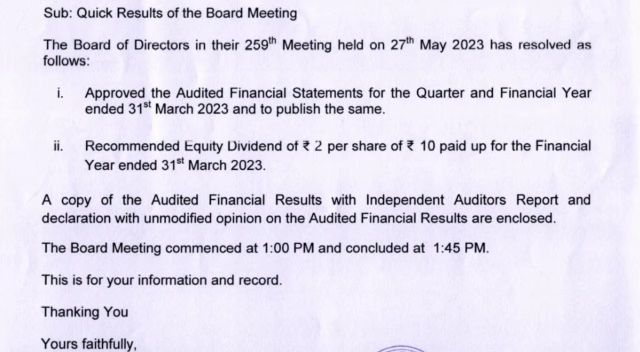 Sub: Quick Results of the Board Meeting
The Board of Directors in their 259th Meeting held on 27th May 2023 has resolved as
follows:
i. Approved the Audited Financial Statements for the Quarter and Financial Year
ended 31st March 2023 and to publish the same.
ii. Recommended Equity Dividend of ₹ 2 per share of ₹ 10 paid up for the Financial
Year ended 31st March 2023.
A copy of the Audited Financial Results with Independent Auditors Report and
declaration with unmodified opinion on the Audited Financial Results are enclosed.
The Board Meeting commenced at 1:00 PM and concluded at 1:45 PM.
This is for your information and record.
Thanking You
Yours faithfully,